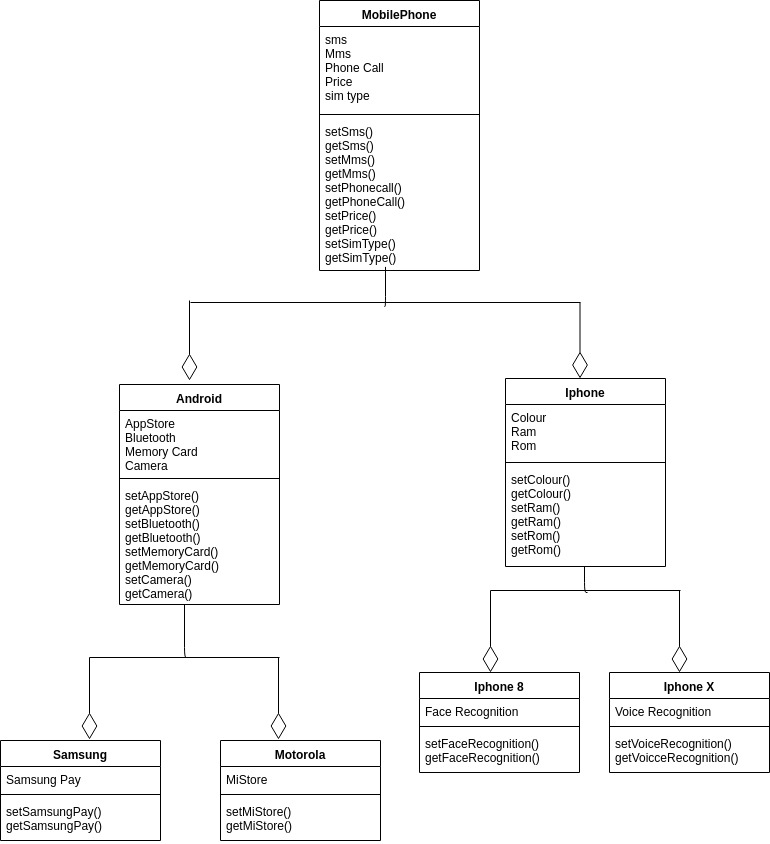 MobilePhone
sms
Mms
Phone Call
Price
sim type
setSms()
getSms()
setMms()
getMms()
setPhonecall()
getPhoneCall()
setPrice()
getPrice()
setSimType()
getSimType()
Android
AppStore
Bluetooth
Memory Card
Camera
setAppStore()
getAppStore()
setBluetooth()
getBluetooth()
setMemoryCard()
getMemoryCard()
setCamera()
getCamera()
Iphone
Colour
Ram
Rom
setColour()
getColour()
setRam()
getRam()
setRom()
getRom()
Samsung
Samsung Pay
setSamsungPay()
getSamsungPay()
Motorola
MiStore
setMiStore()
getMiStore()
Iphone 8
Face Recognition
setFaceRecognition()
getFaceRecognition()
Iphone X
Voice Recognition
setVoiceRecognition()
getVoicceRecognition()